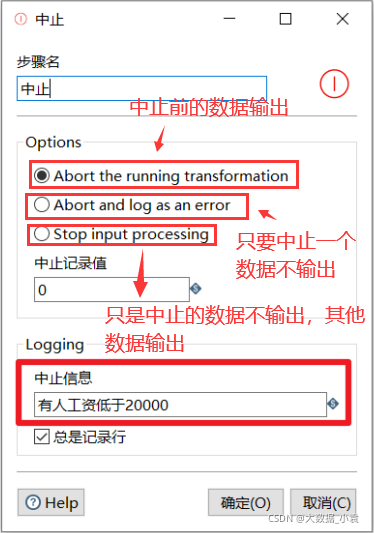 中止
步骤名
中止
中止前的数据输出
Options
Abort the running transformation
Abort and log as an error
Stop input processing
只要中止一个
数据不输出
中止记录值
0
只是中止的数据不输出，其他
数据输出
Logging
中止信息
有人工资低于20000
总是记录行
Help
确定(O)
取消(C)
CSDN @大数据_小袁